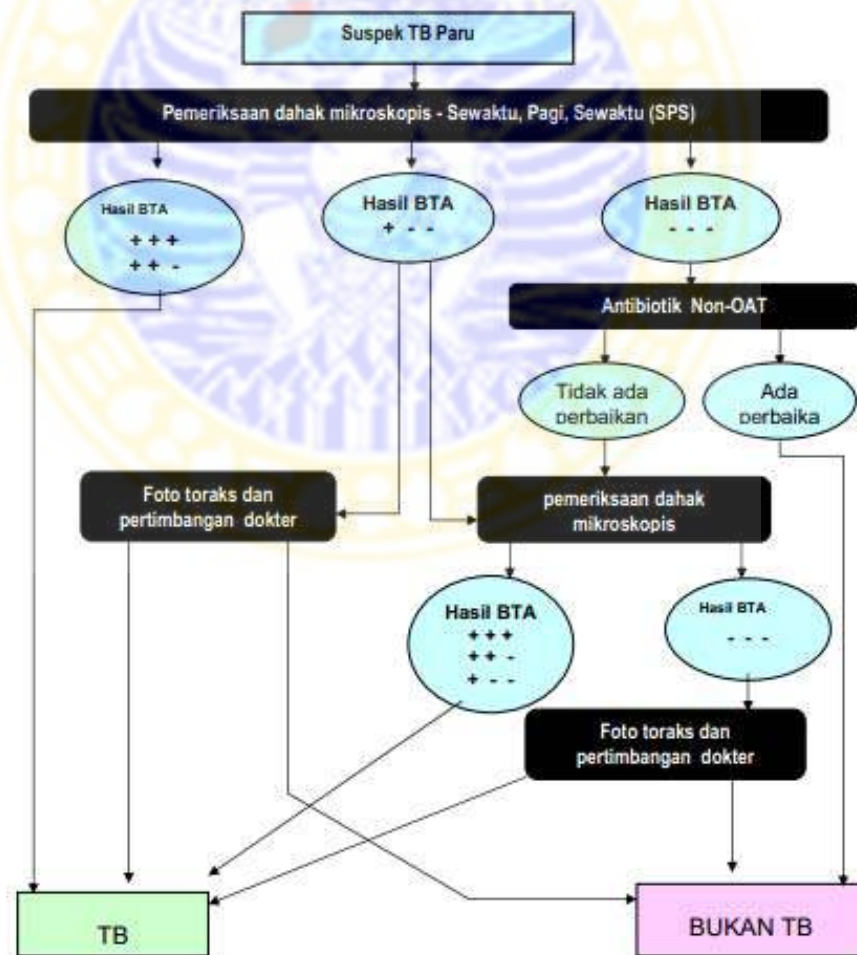 Suspek TB Paru
Pemeriksaan dahak mikroskopis - Sewaktu, Pagi, Sewaktu (SPS)
Hasil BTA
+ + +
+ + -
Hasil BTA
+ - -
Hasil BTA
- - -
Antibiotik Non-OAT
Tidak ada
perbaikan
Ada
perbaika
Foto toraks dan
pertimbangan dokter
pemeriksaan dahak
mikroskopis
Hasil BTA
+ + +
+ + -
+ - -
Hasil BTA
- - -
Foto toraks dan
pertimbangan dokter
TB
BUKAN TB